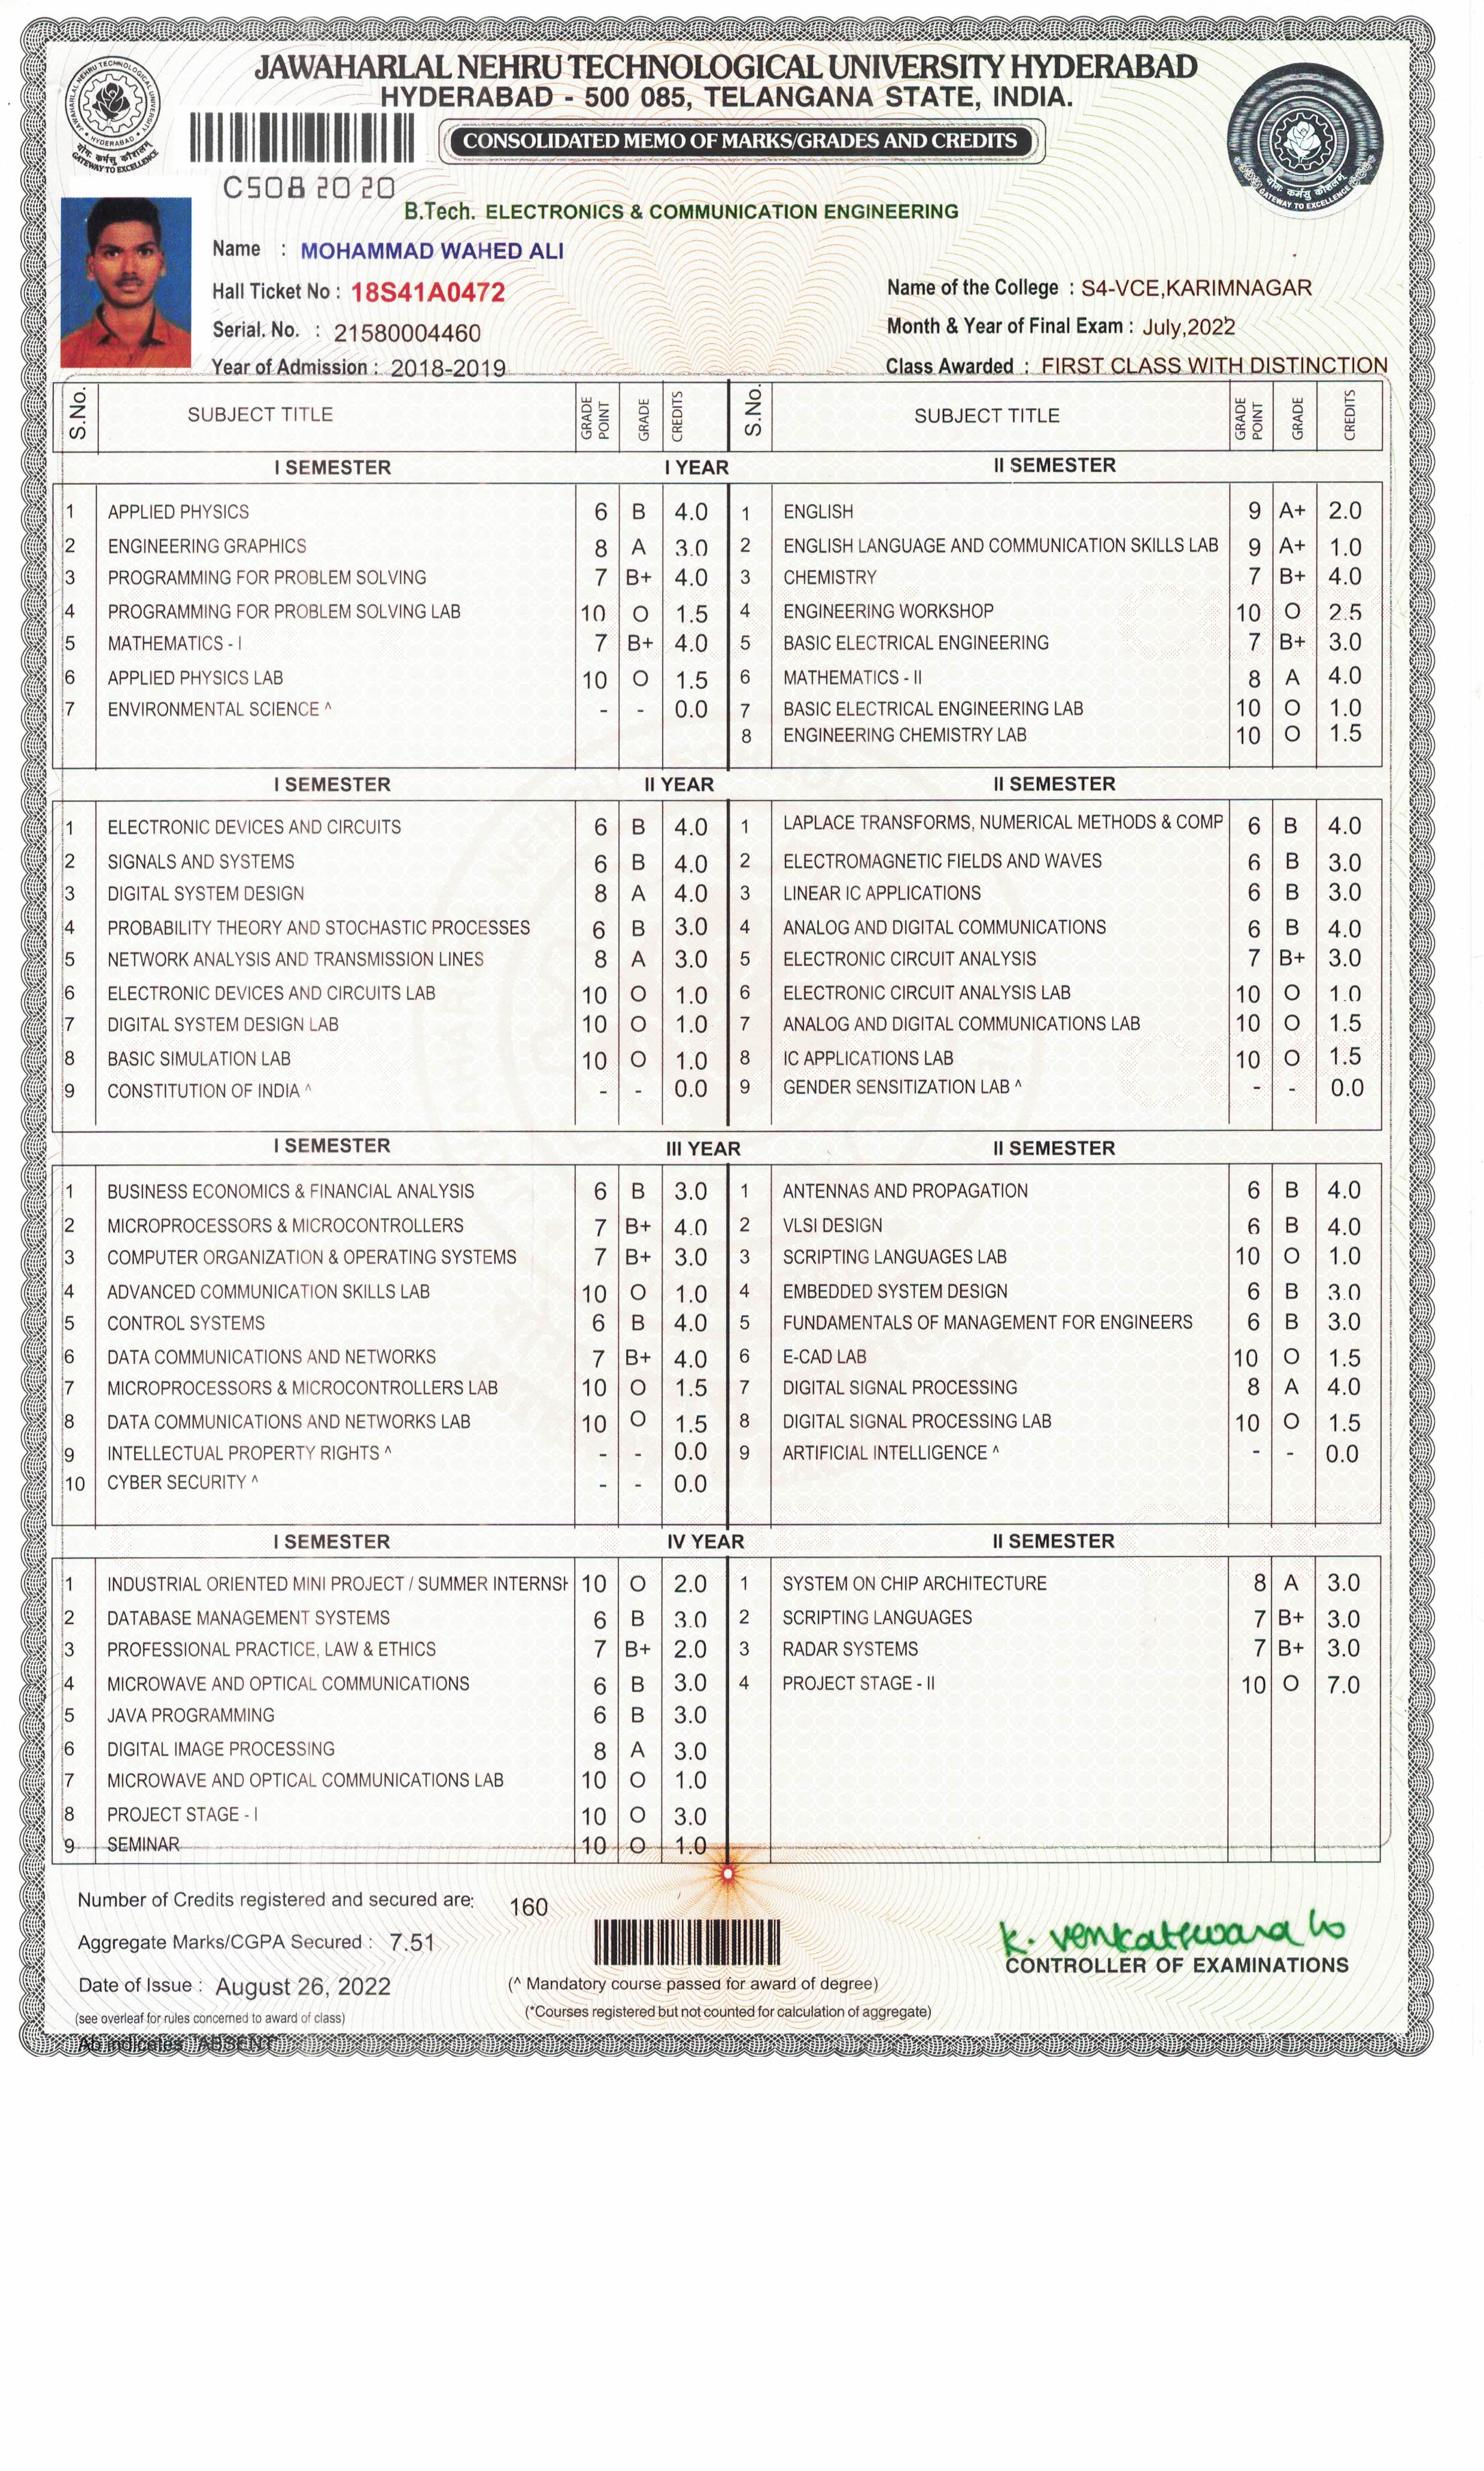 JAWAHARLAL NEHRU TECHNOLOGICAL UNIVERSITY HYDERABAD
HYDERABAD - 500 085, TELANGANA STATE, INDIA.
CONSOLIDATED MEMO OF MARKS/GRADES AND CREDITS
JAWAHARLAL NEHRU TECHNOLOGICAL UNIVERSITY
HYDERABAD
योगः कर्मसु कौशलम्
GATEWAY TO EXCELLENCE
योगः कर्मसु कौशलम्
GATEWAY TO EXCELLENCE
C508 20 20
B.Tech. ELECTRONICS & COMMUNICATION ENGINEERING
Name : MOHAMMAD WAHED ALI
Hall Ticket No : 18S41A0472
Name of the College : S4-VCE,KARIMNAGAR
Serial. No. : 21580004460
Month & Year of Final Exam : July,2022
Year of Admission : 2018-2019
Class Awarded : FIRST CLASS WITH DISTINCTION
S.No. SUBJECT TITLE GRADE POINT GRADE CREDITS S.No. SUBJECT TITLE GRADE POINT GRADE CREDITS
I SEMESTER I YEAR II SEMESTER
1 APPLIED PHYSICS 6 B 4.0 1 ENGLISH 9 A+ 2.0
2 ENGINEERING GRAPHICS 8 A 3.0 2 ENGLISH LANGUAGE AND COMMUNICATION SKILLS LAB 9 A+ 1.0
3 PROGRAMMING FOR PROBLEM SOLVING 7 B+ 4.0 3 CHEMISTRY 7 B+ 4.0
4 PROGRAMMING FOR PROBLEM SOLVING LAB 10 O 1.5 4 ENGINEERING WORKSHOP 10 O 2.5
5 MATHEMATICS - I 7 B+ 4.0 5 BASIC ELECTRICAL ENGINEERING 7 B+ 3.0
6 APPLIED PHYSICS LAB 10 O 1.5 6 MATHEMATICS - II 8 A 4.0
7 ENVIRONMENTAL SCIENCE ^ - - 0.0 7 BASIC ELECTRICAL ENGINEERING LAB 10 O 1.0
8 ENGINEERING CHEMISTRY LAB 10 O 1.5
I SEMESTER II YEAR II SEMESTER
1 ELECTRONIC DEVICES AND CIRCUITS 6 B 4.0 1 LAPLACE TRANSFORMS, NUMERICAL METHODS & COMP 6 B 4.0
2 SIGNALS AND SYSTEMS 6 B 4.0 2 ELECTROMAGNETIC FIELDS AND WAVES 6 B 3.0
3 DIGITAL SYSTEM DESIGN 8 A 4.0 3 LINEAR IC APPLICATIONS 6 B 3.0
4 PROBABILITY THEORY AND STOCHASTIC PROCESSES 6 B 3.0 4 ANALOG AND DIGITAL COMMUNICATIONS 6 B 4.0
5 NETWORK ANALYSIS AND TRANSMISSION LINES 8 A 3.0 5 ELECTRONIC CIRCUIT ANALYSIS 7 B+ 3.0
6 ELECTRONIC DEVICES AND CIRCUITS LAB 10 O 1.0 6 ELECTRONIC CIRCUIT ANALYSIS LAB 10 O 1.0
7 DIGITAL SYSTEM DESIGN LAB 10 O 1.0 7 ANALOG AND DIGITAL COMMUNICATIONS LAB 10 O 1.5
8 BASIC SIMULATION LAB 10 O 1.0 8 IC APPLICATIONS LAB 10 O 1.5
9 CONSTITUTION OF INDIA ^ - - 0.0 9 GENDER SENSITIZATION LAB ^ - - 0.0
I SEMESTER III YEAR II SEMESTER
1 BUSINESS ECONOMICS & FINANCIAL ANALYSIS 6 B 3.0 1 ANTENNAS AND PROPAGATION 6 B 4.0
2 MICROPROCESSORS & MICROCONTROLLERS 7 B+ 4.0 2 VLSI DESIGN 6 B 4.0
3 COMPUTER ORGANIZATION & OPERATING SYSTEMS 7 B+ 3.0 3 SCRIPTING LANGUAGES LAB 10 O 1.0
4 ADVANCED COMMUNICATION SKILLS LAB 10 O 1.0 4 EMBEDDED SYSTEM DESIGN 6 B 3.0
5 CONTROL SYSTEMS 6 B 4.0 5 FUNDAMENTALS OF MANAGEMENT FOR ENGINEERS 6 B 3.0
6 DATA COMMUNICATIONS AND NETWORKS 7 B+ 4.0 6 E-CAD LAB 10 O 1.5
7 MICROPROCESSORS & MICROCONTROLLERS LAB 10 O 1.5 7 DIGITAL SIGNAL PROCESSING 8 A 4.0
8 DATA COMMUNICATIONS AND NETWORKS LAB 10 O 1.5 8 DIGITAL SIGNAL PROCESSING LAB 10 O 1.5
9 INTELLECTUAL PROPERTY RIGHTS ^ - - 0.0 9 ARTIFICIAL INTELLIGENCE ^ - - 0.0
10 CYBER SECURITY ^ - - 0.0
I SEMESTER IV YEAR II SEMESTER
1 INDUSTRIAL ORIENTED MINI PROJECT / SUMMER INTERNSH 10 O 2.0 1 SYSTEM ON CHIP ARCHITECTURE 8 A 3.0
2 DATABASE MANAGEMENT SYSTEMS 6 B 3.0 2 SCRIPTING LANGUAGES 7 B+ 3.0
3 PROFESSIONAL PRACTICE, LAW & ETHICS 7 B+ 2.0 3 RADAR SYSTEMS 7 B+ 3.0
4 MICROWAVE AND OPTICAL COMMUNICATIONS 6 B 3.0 4 PROJECT STAGE - II 10 O 7.0
5 JAVA PROGRAMMING 6 B 3.0
6 DIGITAL IMAGE PROCESSING 8 A 3.0
7 MICROWAVE AND OPTICAL COMMUNICATIONS LAB 10 O 1.0
8 PROJECT STAGE - I 10 O 3.0
9 SEMINAR 10 O 1.0
Number of Credits registered and secured are: 160
Aggregate Marks/CGPA Secured : 7.51
K. Venkateswara
CONTROLLER OF EXAMINATIONS
Date of Issue : August 26, 2022
(^ Mandatory course passed for award of degree)
(*Courses registered but not counted for calculation of aggregate)
(see overleaf for rules concerned to award of class)
Ab indicates "ABSENT"